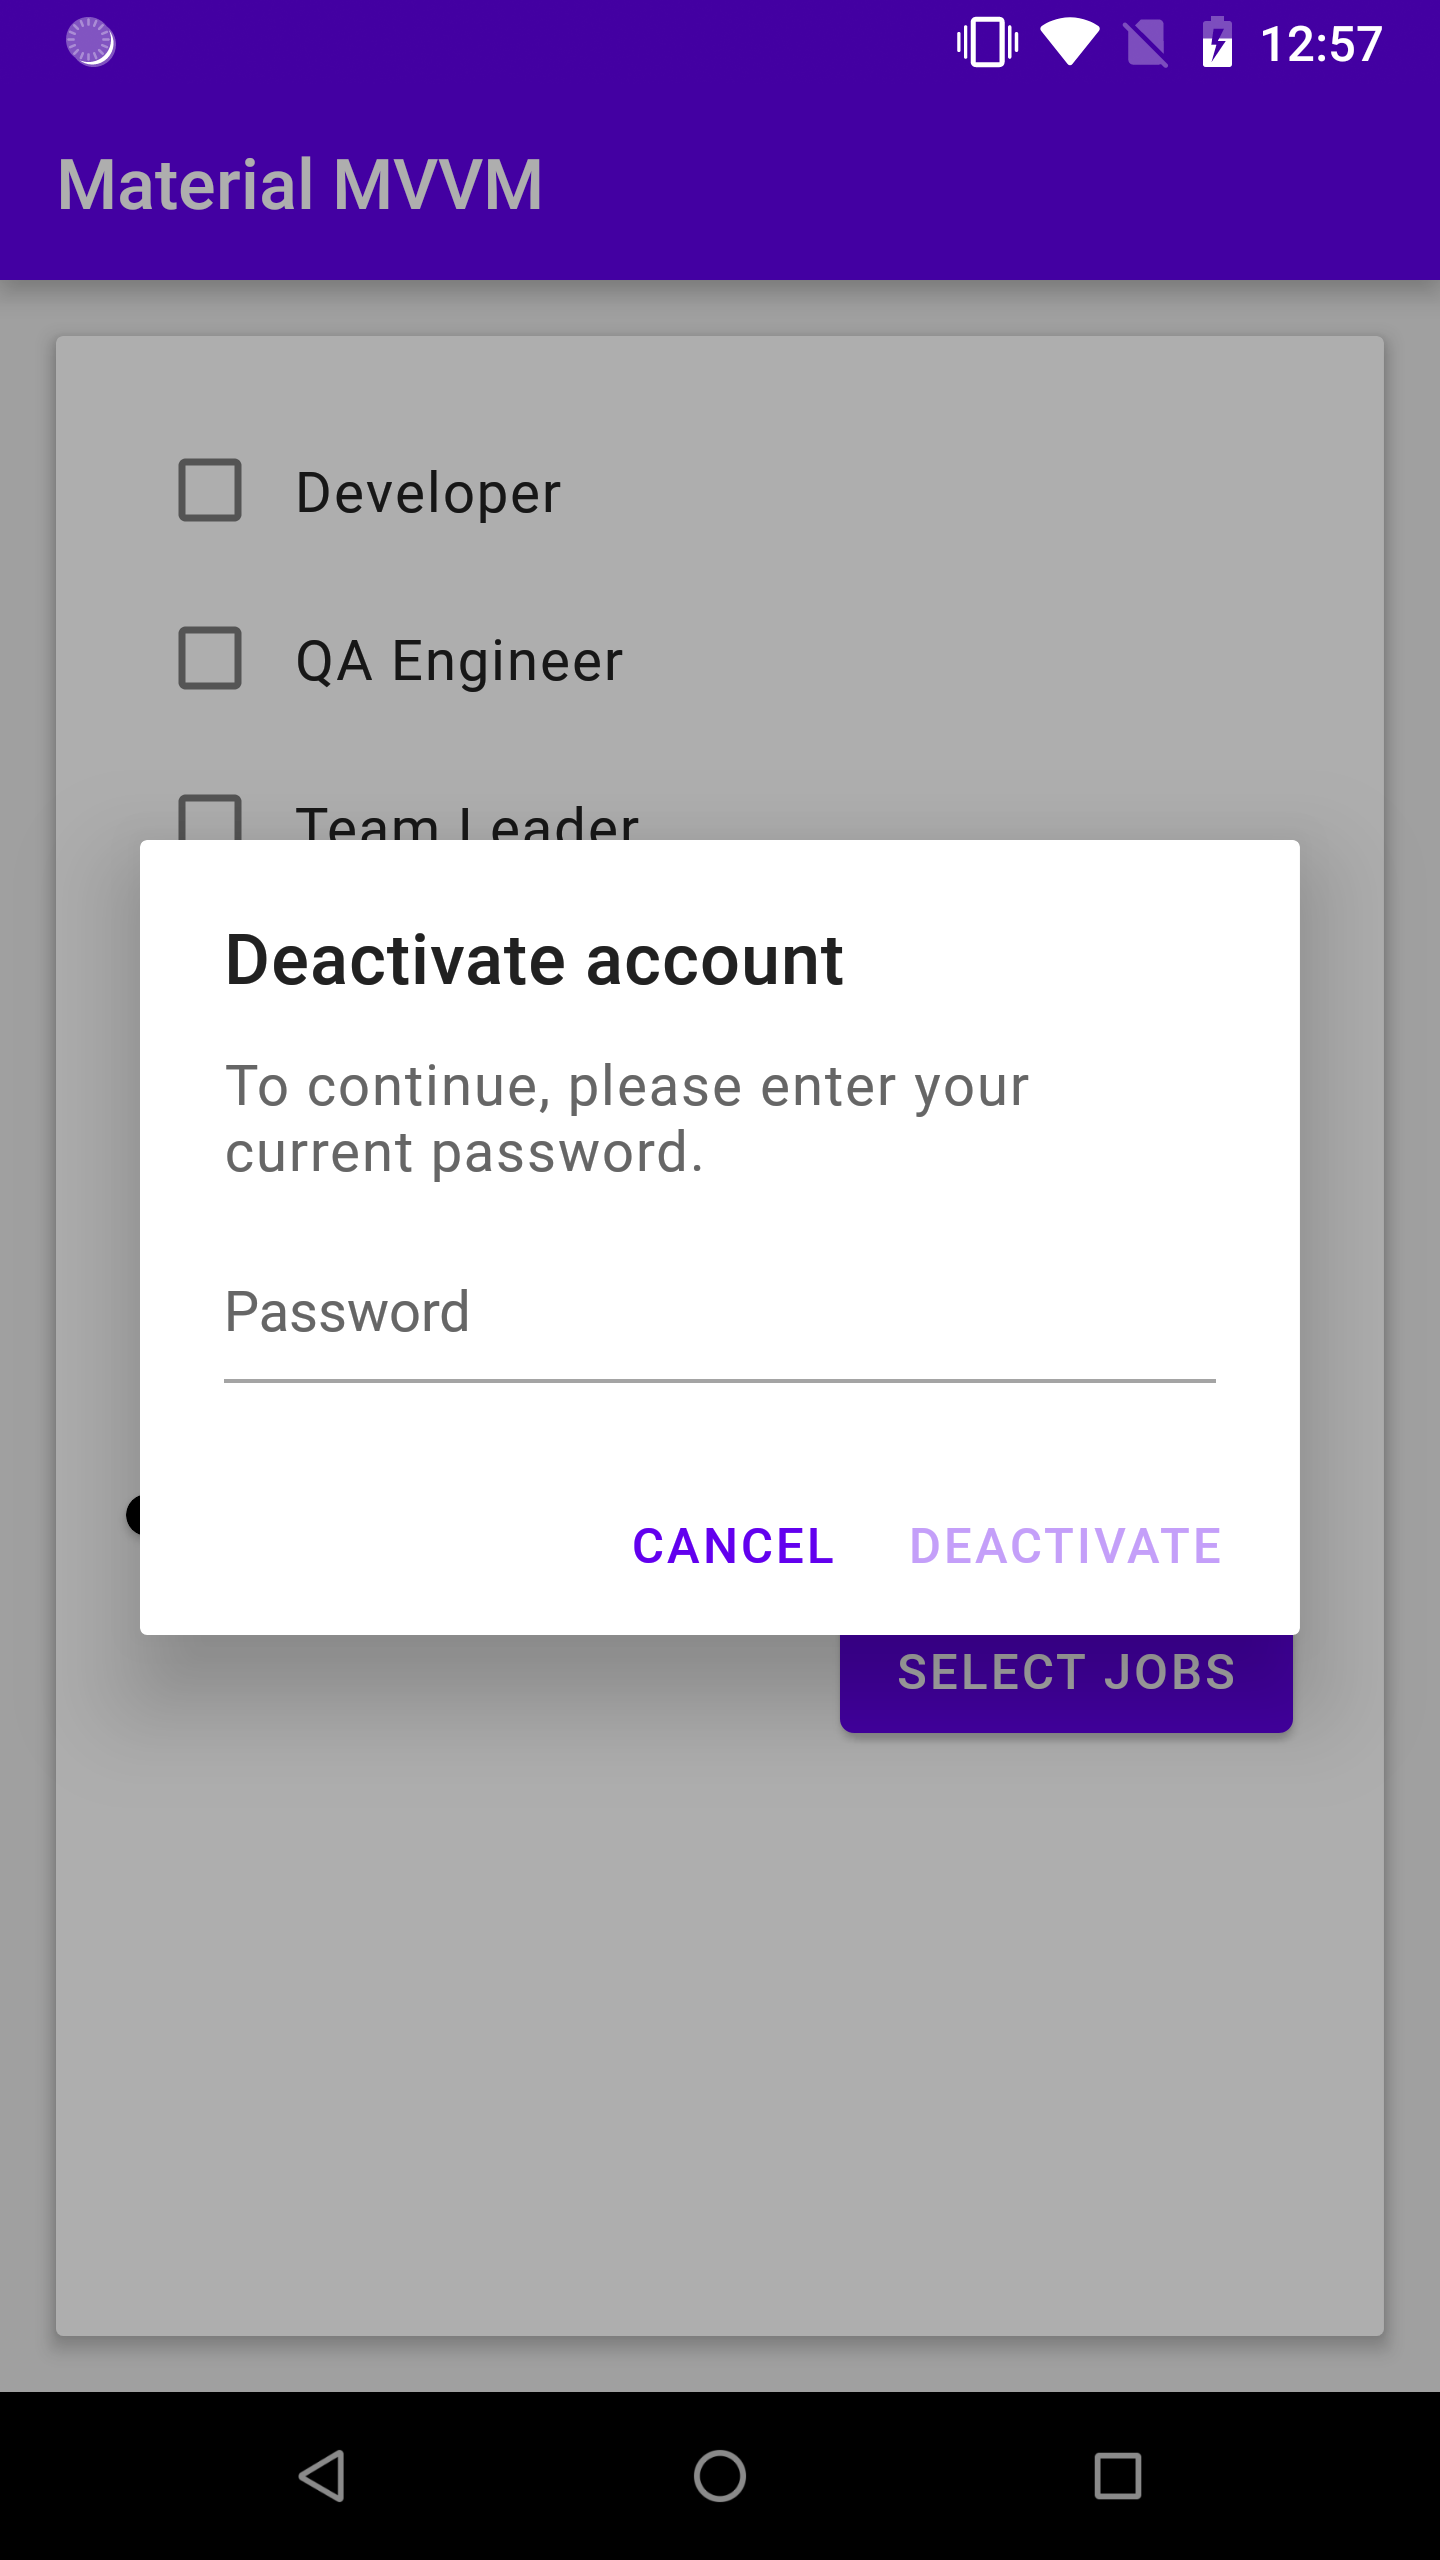 12:57
Material MVVM
Developer
QA Engineer
Team Leader
Deactivate account
To continue, please enter your
current password.
Password
CANCEL DEACTIVATE
SELECT JOBS